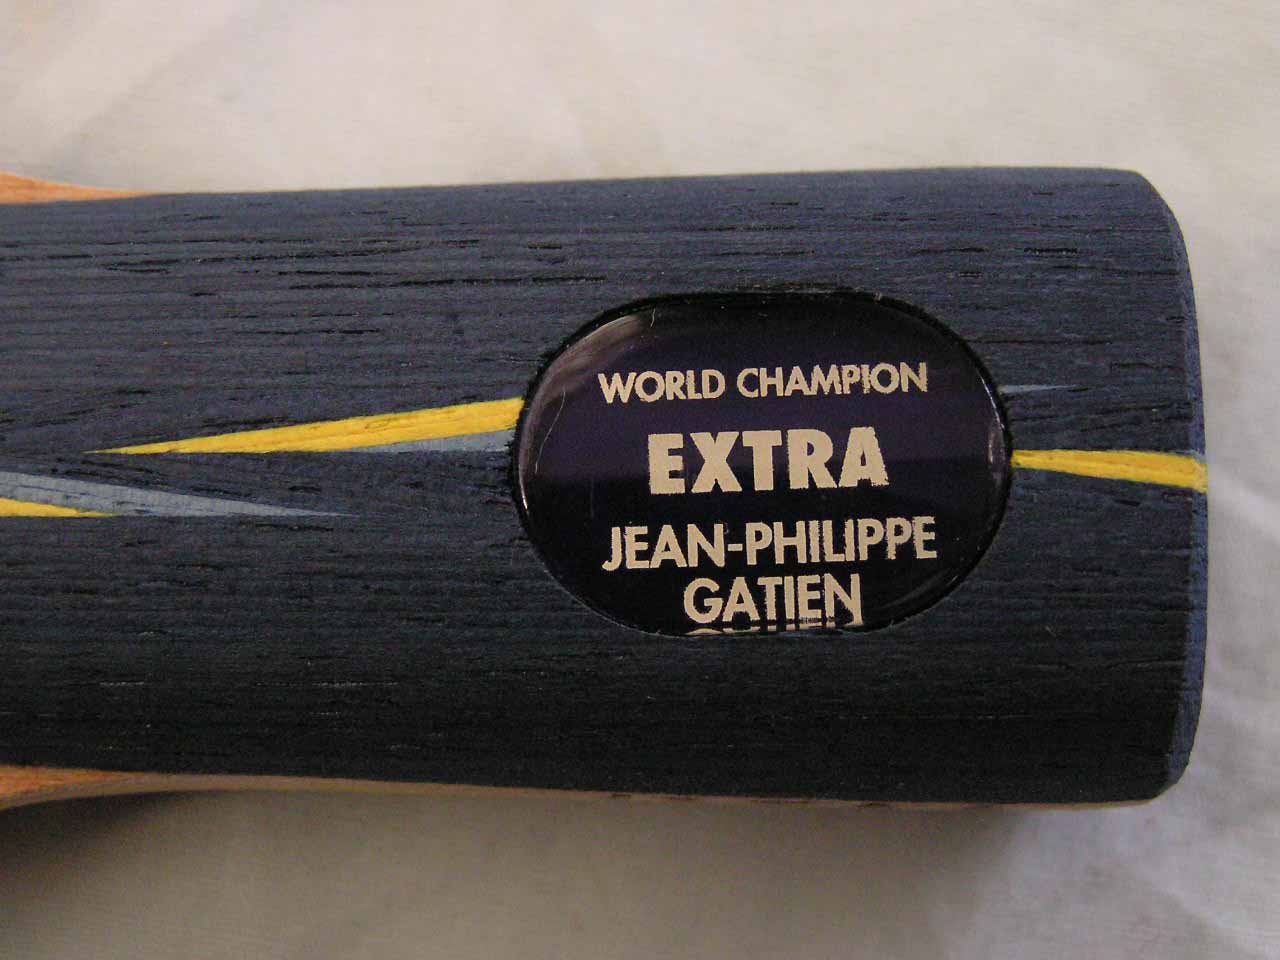 WORLD CHAMPION
EXTRA
JEAN-PHILIPPE
GATIEN